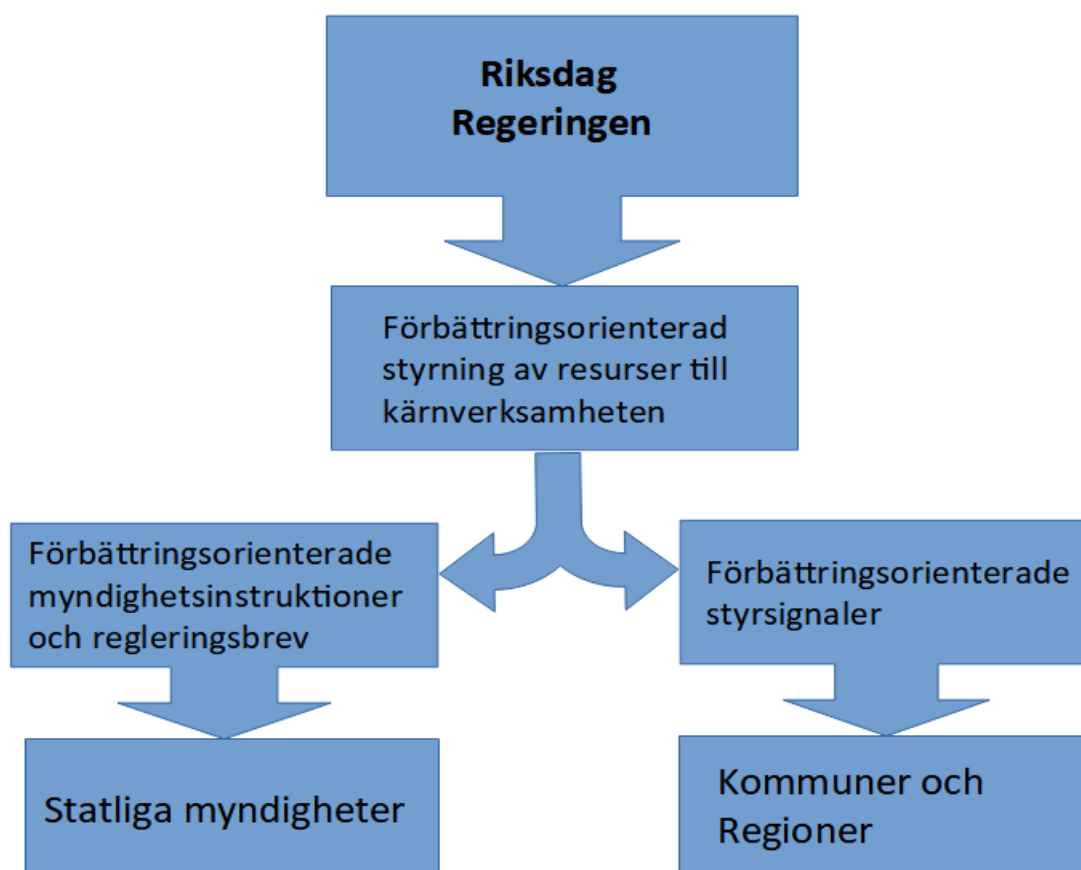 Riksdag
Regeringen
Förbättringsorienterad
styrning av resurser till
kärnverksamheten
Förbättringsorienterade
myndighetsinstruktioner
och regleringsbrev
Förbättringsorienterade
styrsignaler
Statliga myndigheter
Kommuner och
Regioner